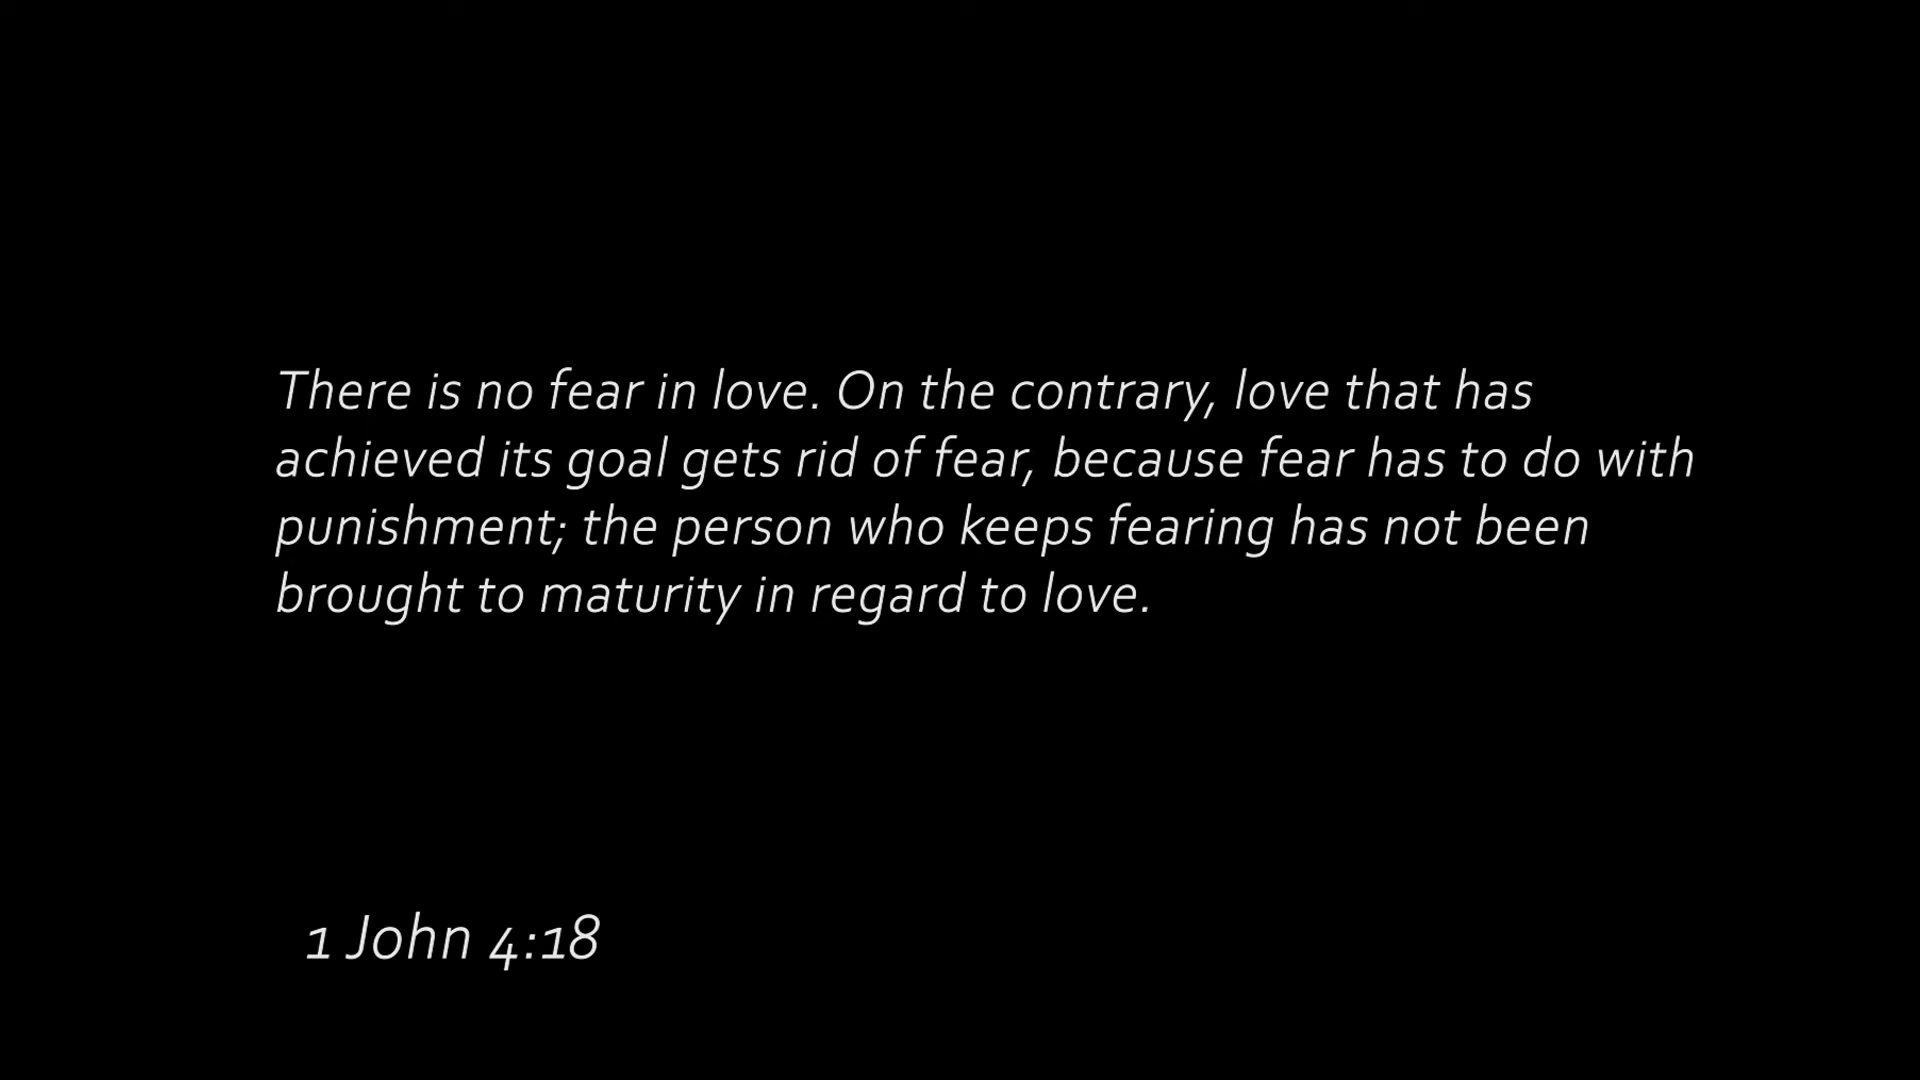 There is no fear in love. On the contrary, love that has
achieved its goal gets rid of fear, because fear has to do with
punishment; the person who keeps fearing has not been
brought to maturity in regard to love.
1 John 4:18